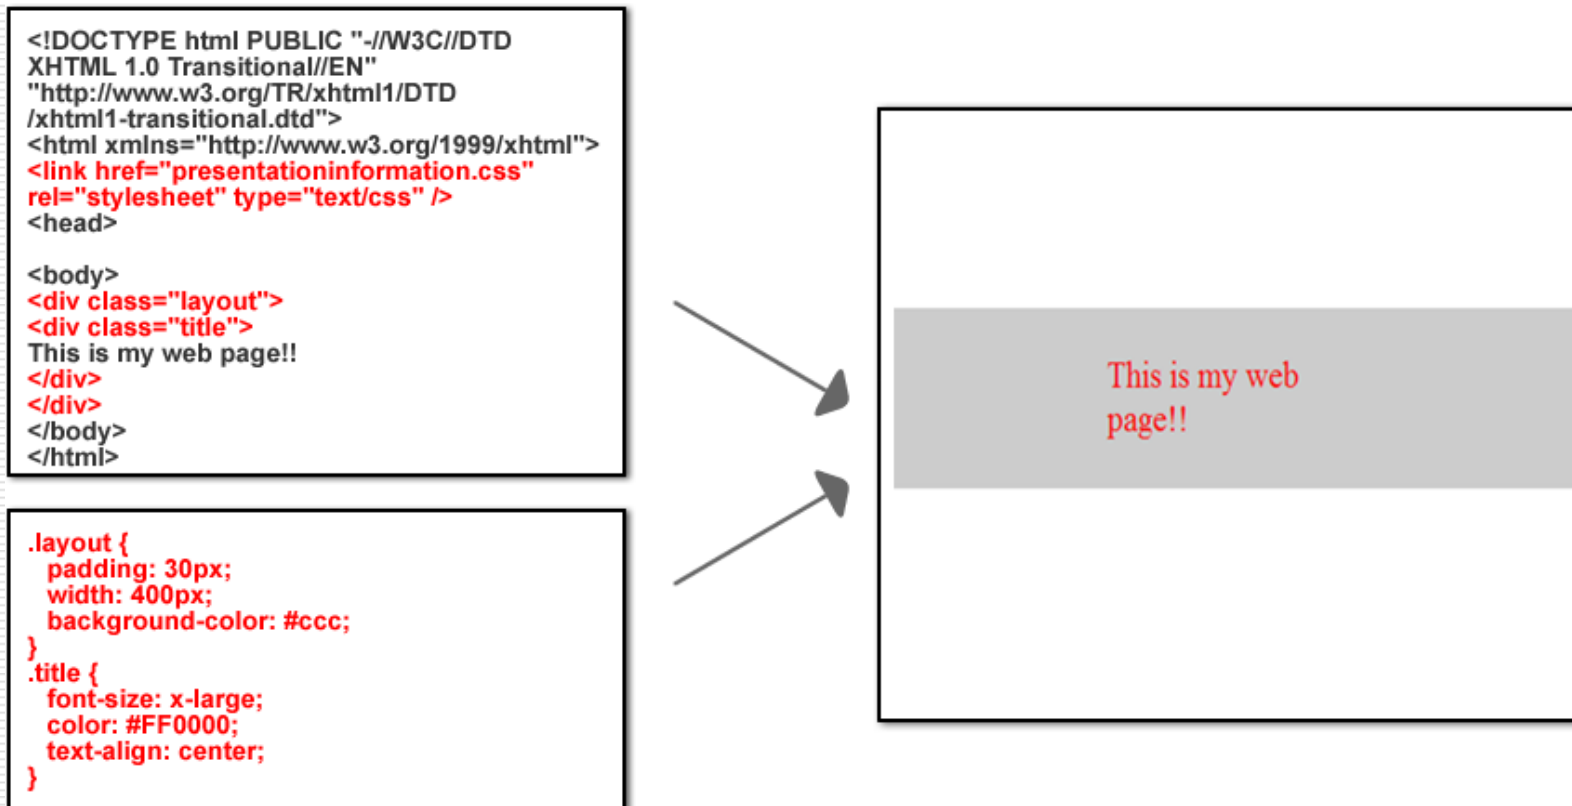 <!DOCTYPE html PUBLIC "-//W3C//DTD
XHTML 1.0 Transitional//EN"
"http://www.w3.org/TR/xhtml1/DTD
/xhtml1-transitional.dtd">
<html xmlns="http://www.w3.org/1999/xhtml">
<link href="presentationinformation.css"
rel="stylesheet" type="text/css" />
<head>
<body>
<div class="layout">
<div class="title">
This is my web page!!
</div>
</div>
</body>
</html>
.layout {
padding: 30px;
width: 400px;
background-color: #ccc;
}
.title {
font-size: x-large;
color: #FF0000;
text-align: center;
}
This is my web
page!!